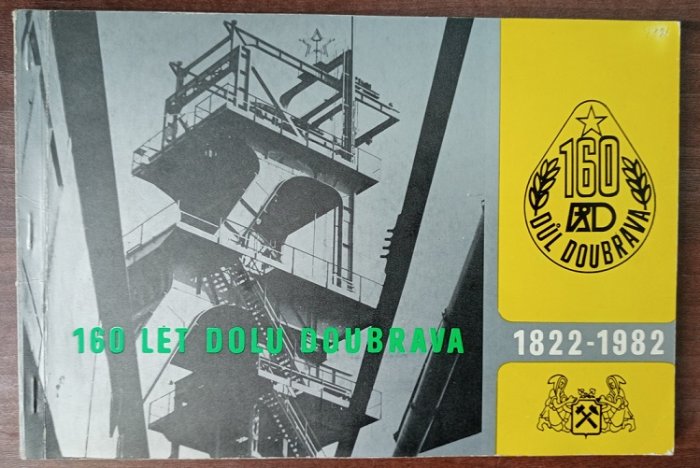 160 LET DOLU DOUBRAVA
160
DŮL DOUBRAVA
1822-1982